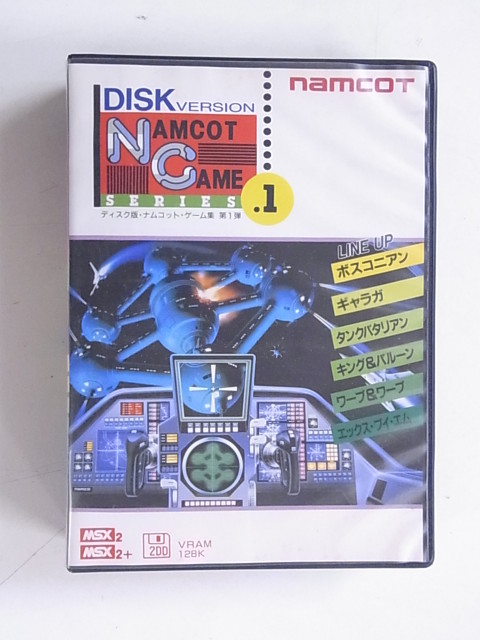 namcoT
DISK VERSION
NAMCOT
GAME
SERIES
.1
ディスク版・ナムコット・ゲーム集 第1弾
LINE UP
ボスコニアン
ギャラガ
タンクバタリアン
キング&バルーン
ワープ&ワープ
エックス・ブイ・エム
MSX2
MSX2+
2DD
VRAM
128K